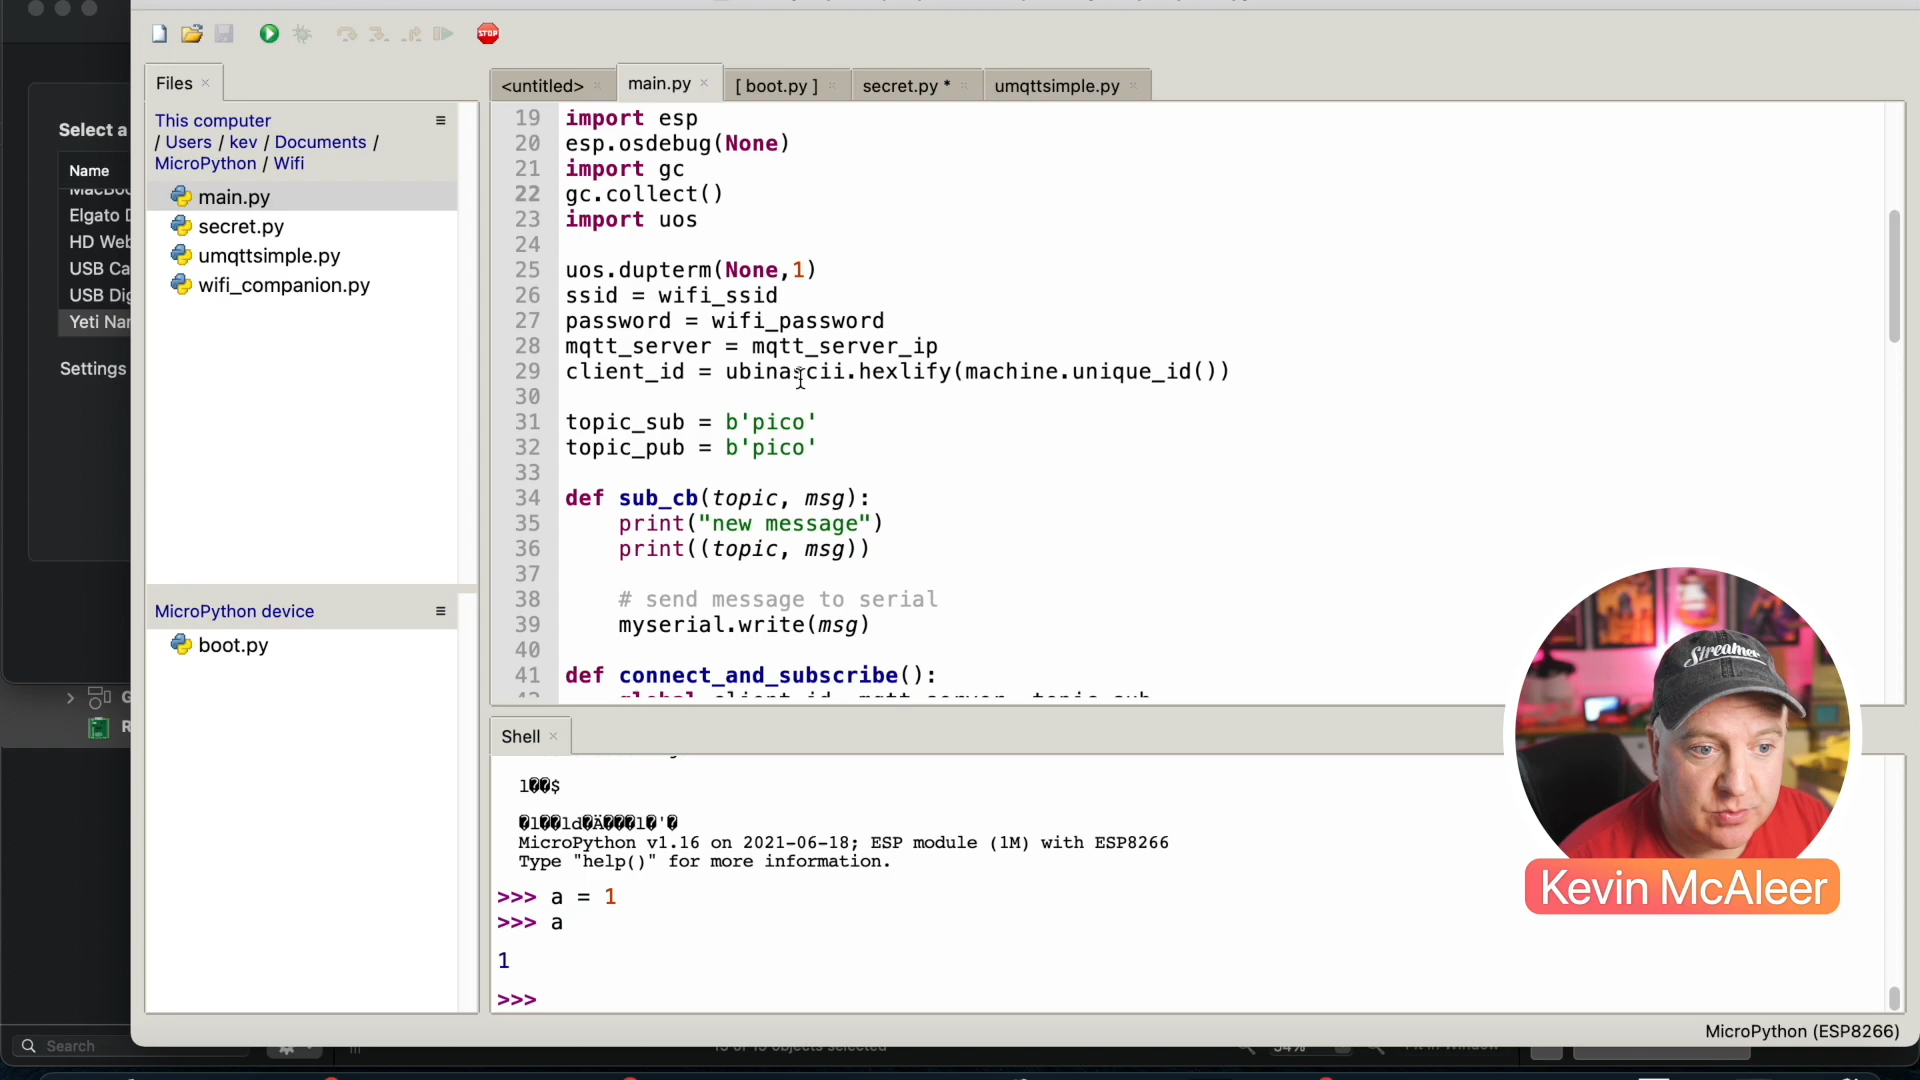 Files
<untitled>
main.py
[ boot.py ]
secret.py *
umqttsimple.py
This computer
/ Users / kev / Documents /
MicroPython / Wifi
main.py
secret.py
umqttsimple.py
wifi_companion.py
MicroPython device
boot.py
Select a
Name
Elgato D
HD Web
USB Ca
USB Dig
Yeti Nar
Settings
Search
19 import esp
20 esp.osdebug(None)
21 import gc
22 gc.collect()
23 import uos
24
25 uos.dupterm(None,1)
26 ssid = wifi_ssid
27 password = wifi_password
28 mqtt_server = mqtt_server_ip
29 client_id = ubinascii.hexlify(machine.unique_id())
30
31 topic_sub = b'pico'
32 topic_pub = b'pico'
33
34 def sub_cb(topic, msg):
35 print("new message")
36 print((topic, msg))
37
38 # send message to serial
39 myserial.write(msg)
40
41 def connect_and_subscribe():
Shell
MicroPython v1.16 on 2021-06-18; ESP module (1M) with ESP8266
Type "help()" for more information.
>>> a = 1
>>> a
1
>>>
STOP
Streamer
Kevin McAleer
MicroPython (ESP8266)